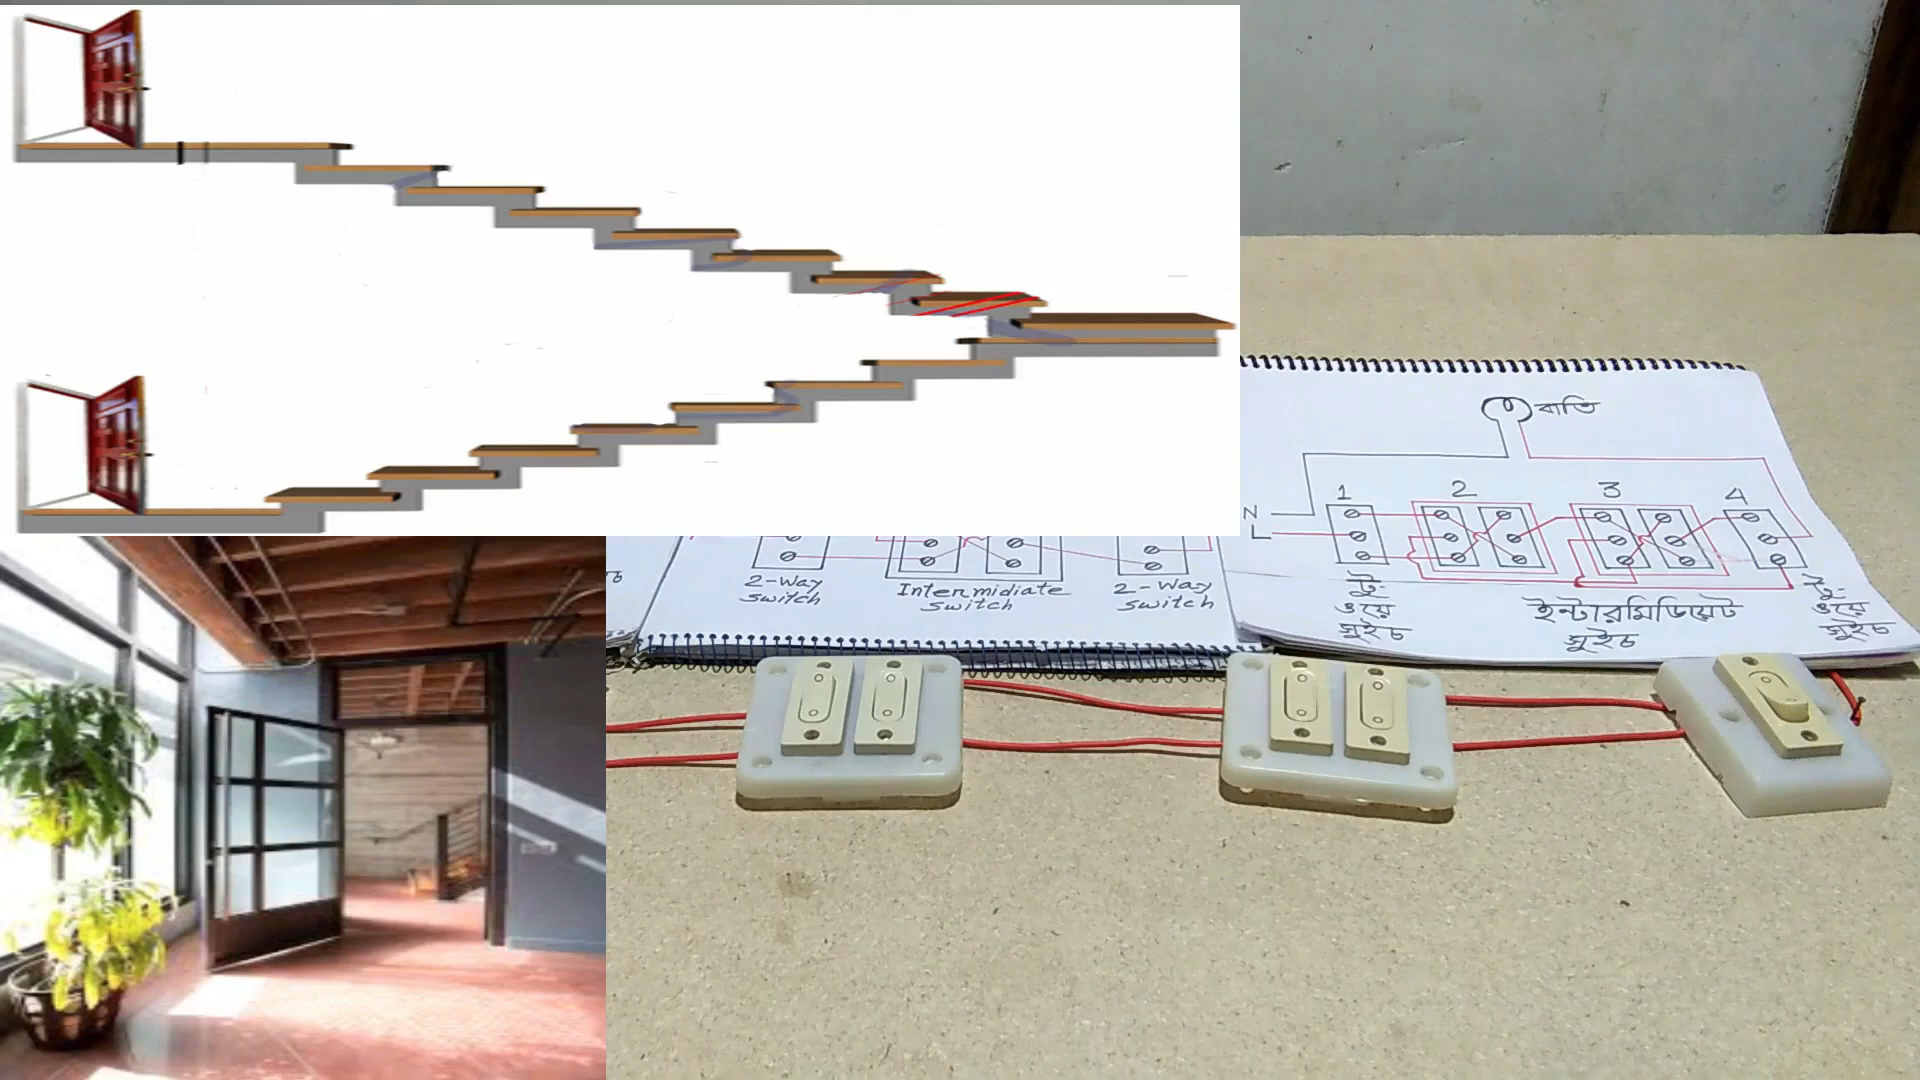 2-Way
Switch
Intermidiate
Switch
2-Way
Switch
বাতি
1
2
3
4
N
L
টু-
ওয়ে
সুইচ
ইন্টারমিডিয়েট
সুইচ
টু-
ওয়ে
সুইচ